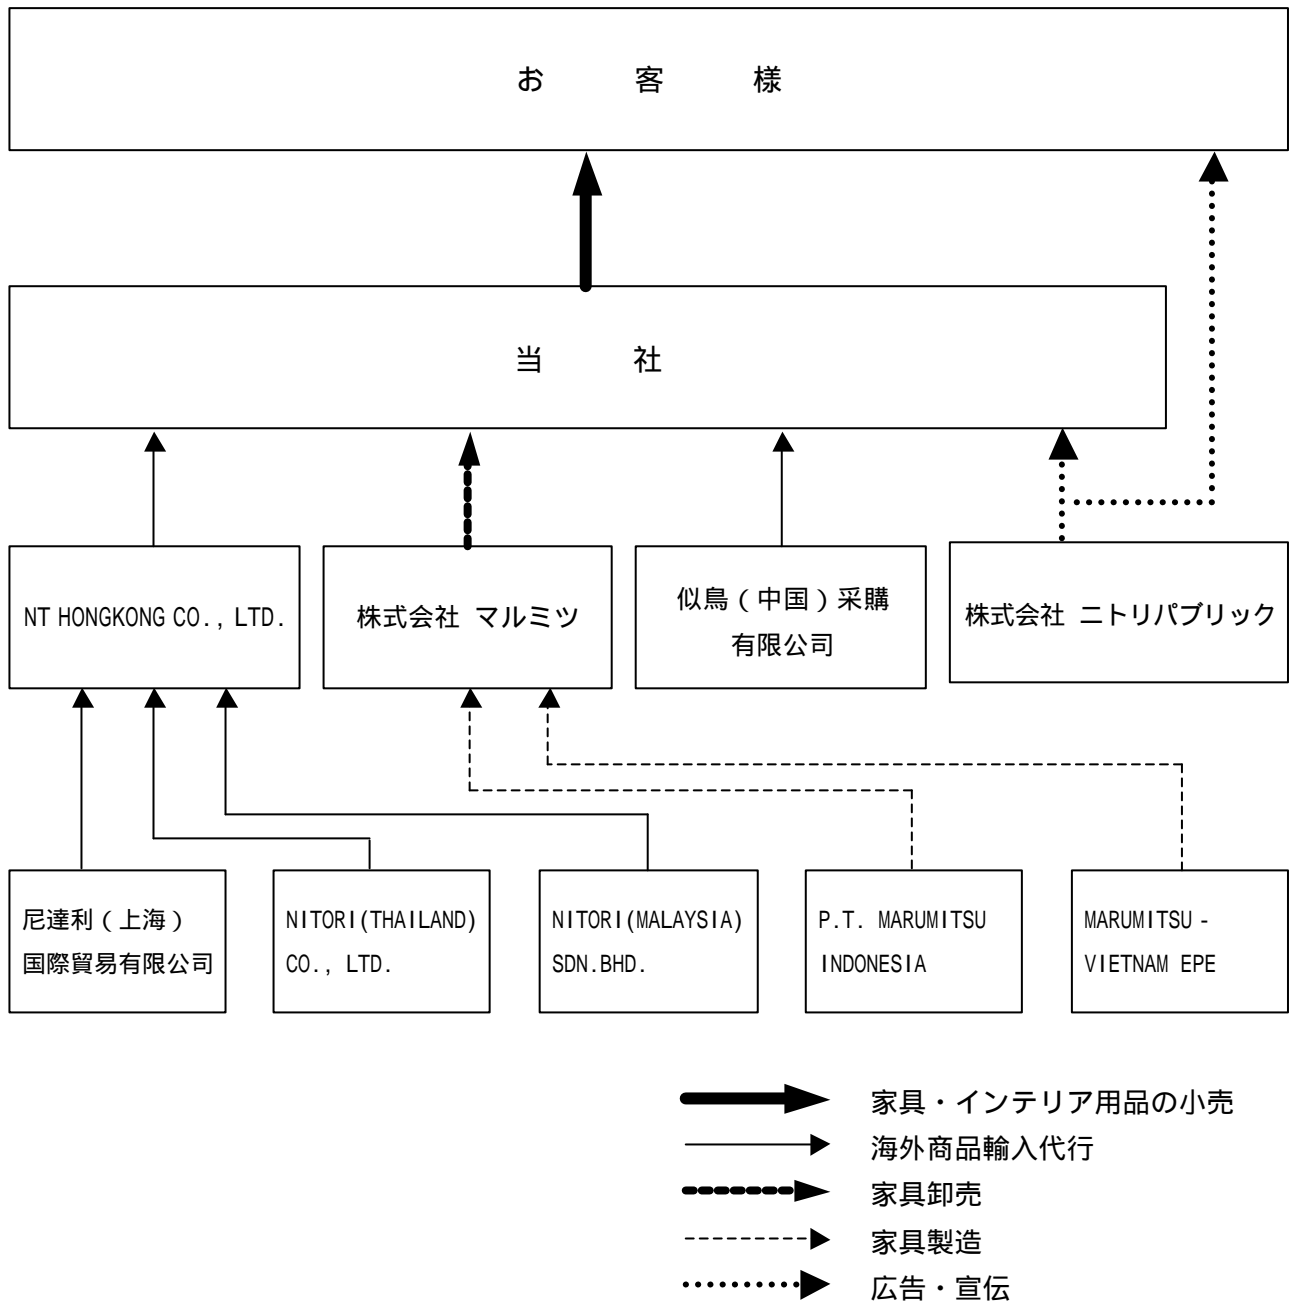 お客様
当社
NT HONGKONG CO., LTD.
株式会社 マルミツ
似鳥(中国)采購
有限公司
株式会社 ニトリパブリック
尼達利(上海)
国際貿易有限公司
NITORI(THAILAND)
CO., LTD.
NITORI(MALAYSIA)
SDN.BHD.
P.T. MARUMITSU
INDONESIA
MARUMITSU -
VIETNAM EPE
家具・インテリア用品の小売
海外商品輸入代行
家具卸売
家具製造
広告・宣伝